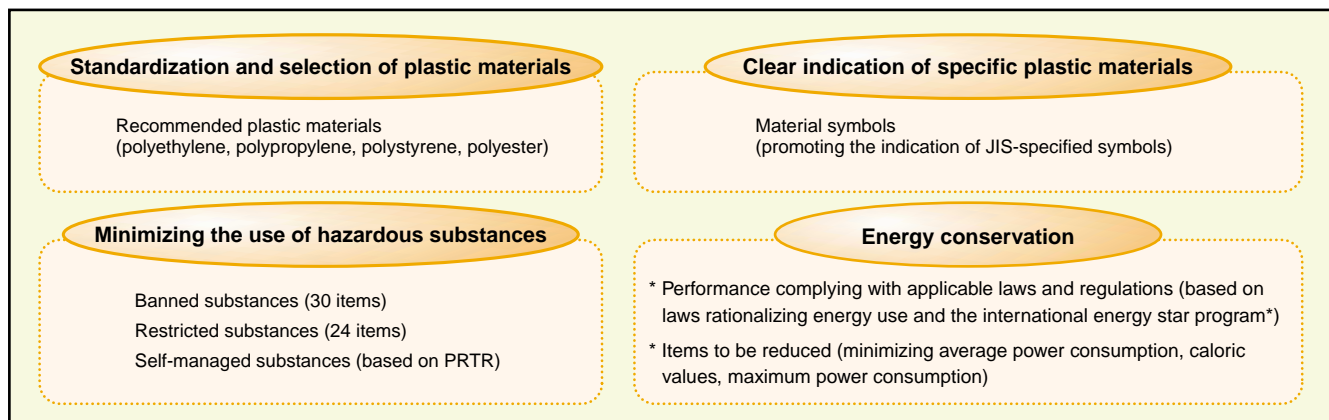 Standardization and selection of plastic materials
Recommended plastic materials
(polyethylene, polypropylene, polystyrene, polyester)
Clear indication of specific plastic materials
Material symbols
(promoting the indication of JIS-specified symbols)
Minimizing the use of hazardous substances
Banned substances (30 items)
Restricted substances (24 items)
Self-managed substances (based on PRTR)
Energy conservation
* Performance complying with applicable laws and regulations (based on
laws rationalizing energy use and the international energy star program*)
* Items to be reduced (minimizing average power consumption, caloric
values, maximum power consumption)